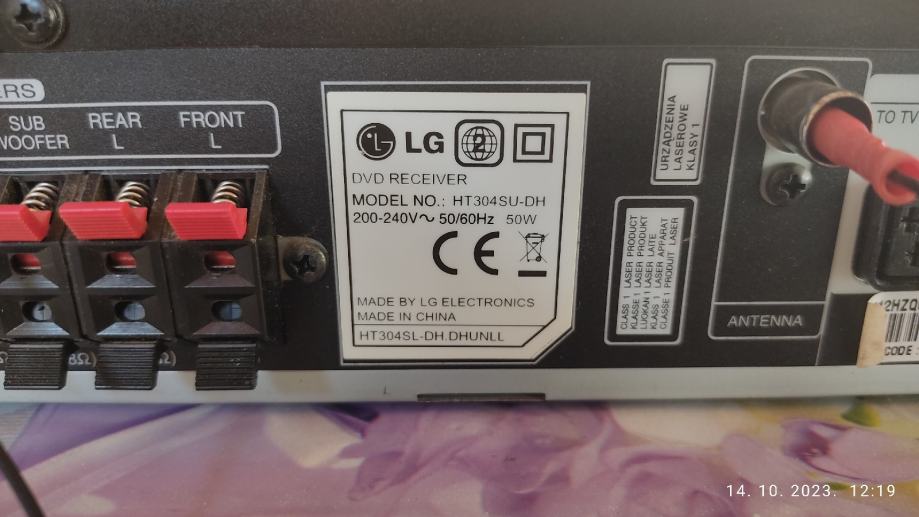 ERS
SUB
WOOFER
REAR
L
FRONT
L
LG
2
DVD RECEIVER
MODEL NO.: HT304SU-DH
200-240V~ 50/60Hz 50W
CE
MADE BY LG ELECTRONICS
MADE IN CHINA
HT304SL-DH.DHUNLL
URZĄDZENIA
LASEROWE
KLASY 1
CLASS 1 LASER PRODUCT
KLASSE 1 LASER PRODUKT
LUOKAN 1 LASER LAITE
KLASS 1 LASER APPARAT
CLASSE 1 PRODUIT LASER
ANTENNA
TO TV
14. 10. 2023. 12:19